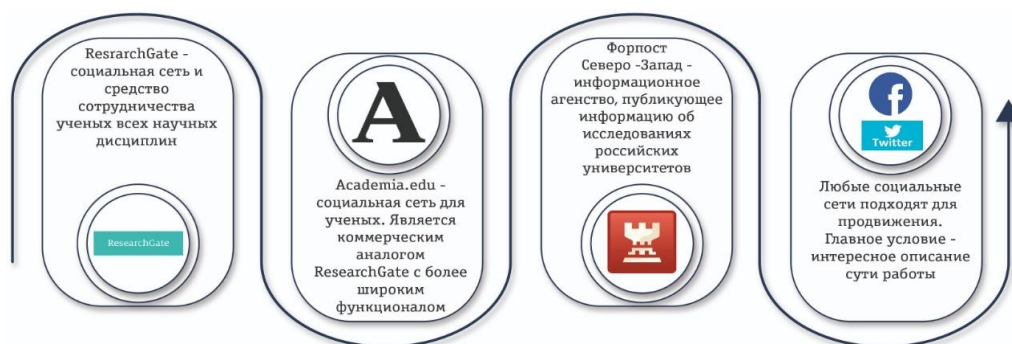 ResrarchGate -
социальная сеть и
средство
сотрудничества
ученых всех научных
дисциплин
ResearchGate
A
Academia.edu -
социальная сеть для
ученых. Является
коммерческим
аналогом
ResearchGate с более
широким
функционалом
Форпост
Северо -Запад -
информационное
агенство, публикующее
информацию об
исследованиях
российских
университетов
f
Twitter
Любые социальные
сети подходят для
продвижения.
Главное условие -
интересное описание
сути работы